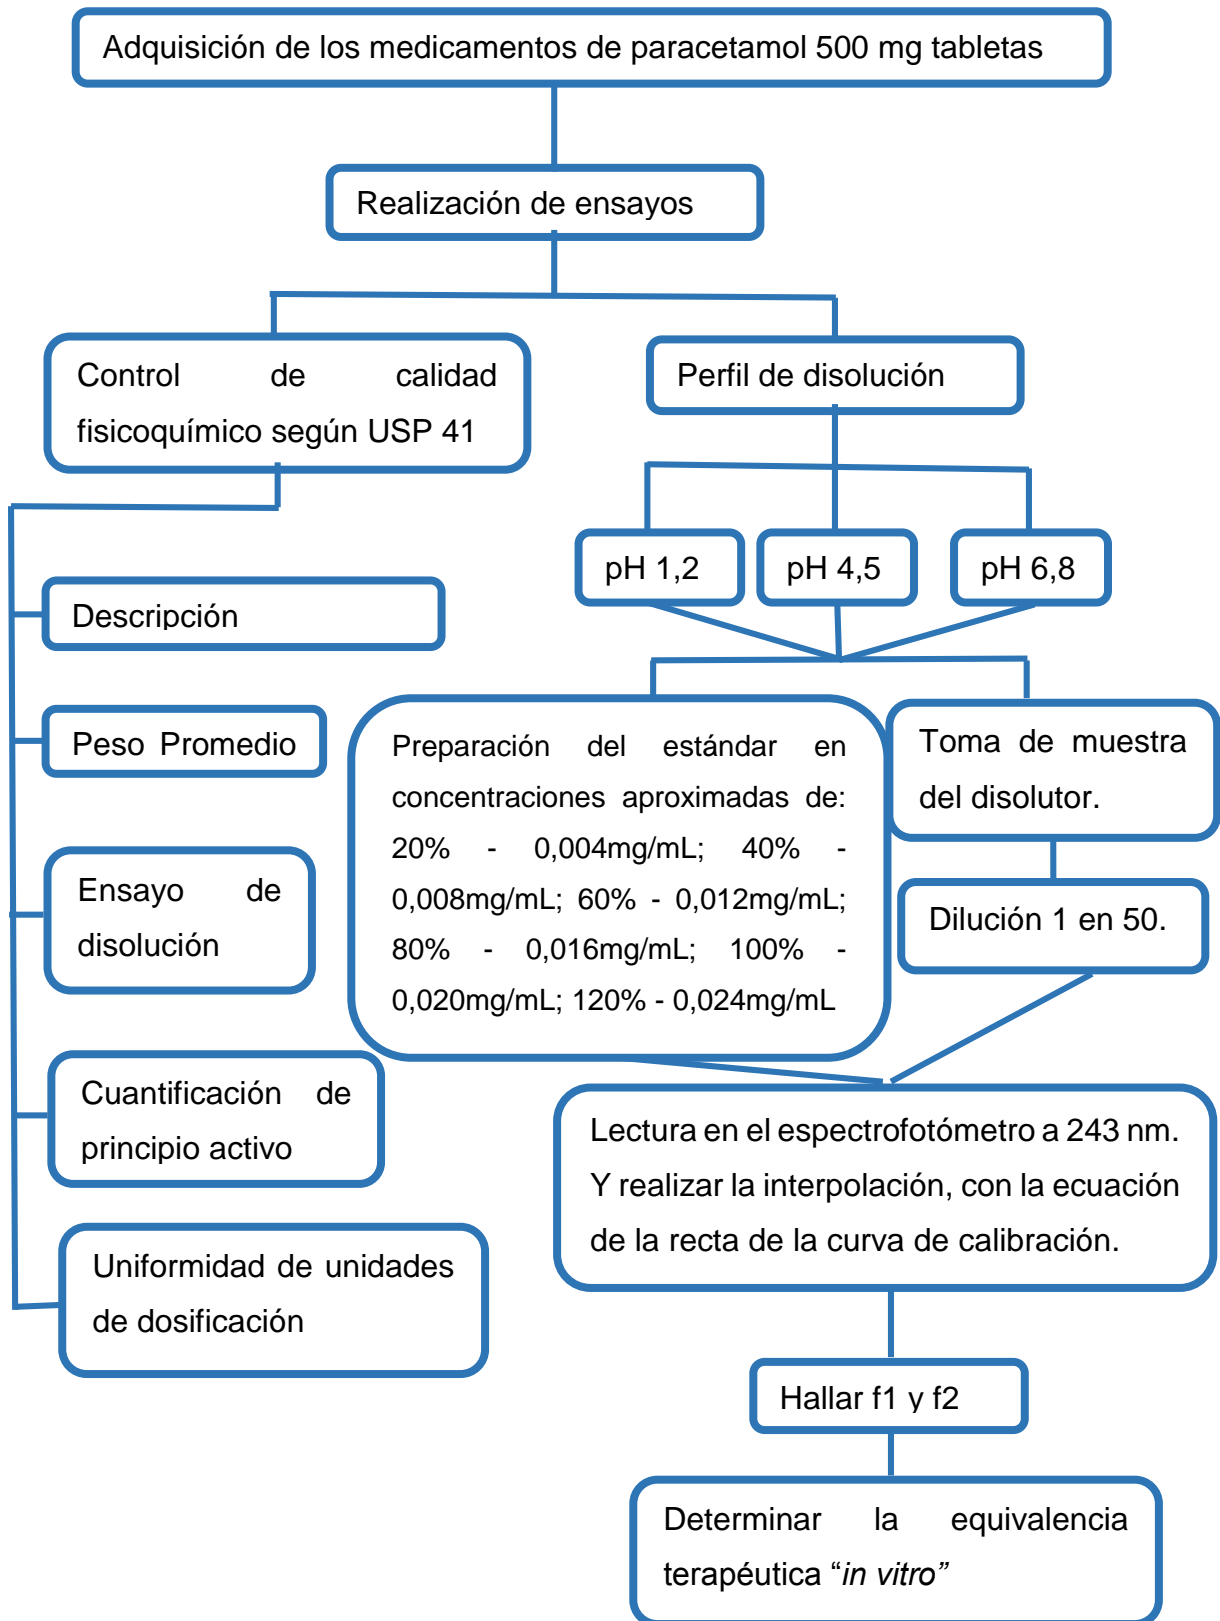 Adquisición de los medicamentos de paracetamol 500 mg tabletas
Realización de ensayos
Control de calidad
fisicoquímico según USP 41
Perfil de disolución
pH 1,2
pH 4,5
pH 6,8
Descripción
Peso Promedio
Ensayo de
disolución
Cuantificación de
principio activo
Uniformidad de unidades
de dosificación
Preparación del estándar en
concentraciones aproximadas de:
20% - 0,004mg/mL; 40% -
0,008mg/mL; 60% - 0,012mg/mL;
80% - 0,016mg/mL; 100% -
0,020mg/mL; 120% - 0,024mg/mL
Toma de muestra
del disolutor.
Dilución 1 en 50.
Lectura en el espectrofotómetro a 243 nm.
Y realizar la interpolación, con la ecuación
de la recta de la curva de calibración.
Hallar f1 y f2
Determinar la equivalencia
terapéutica “in vitro”